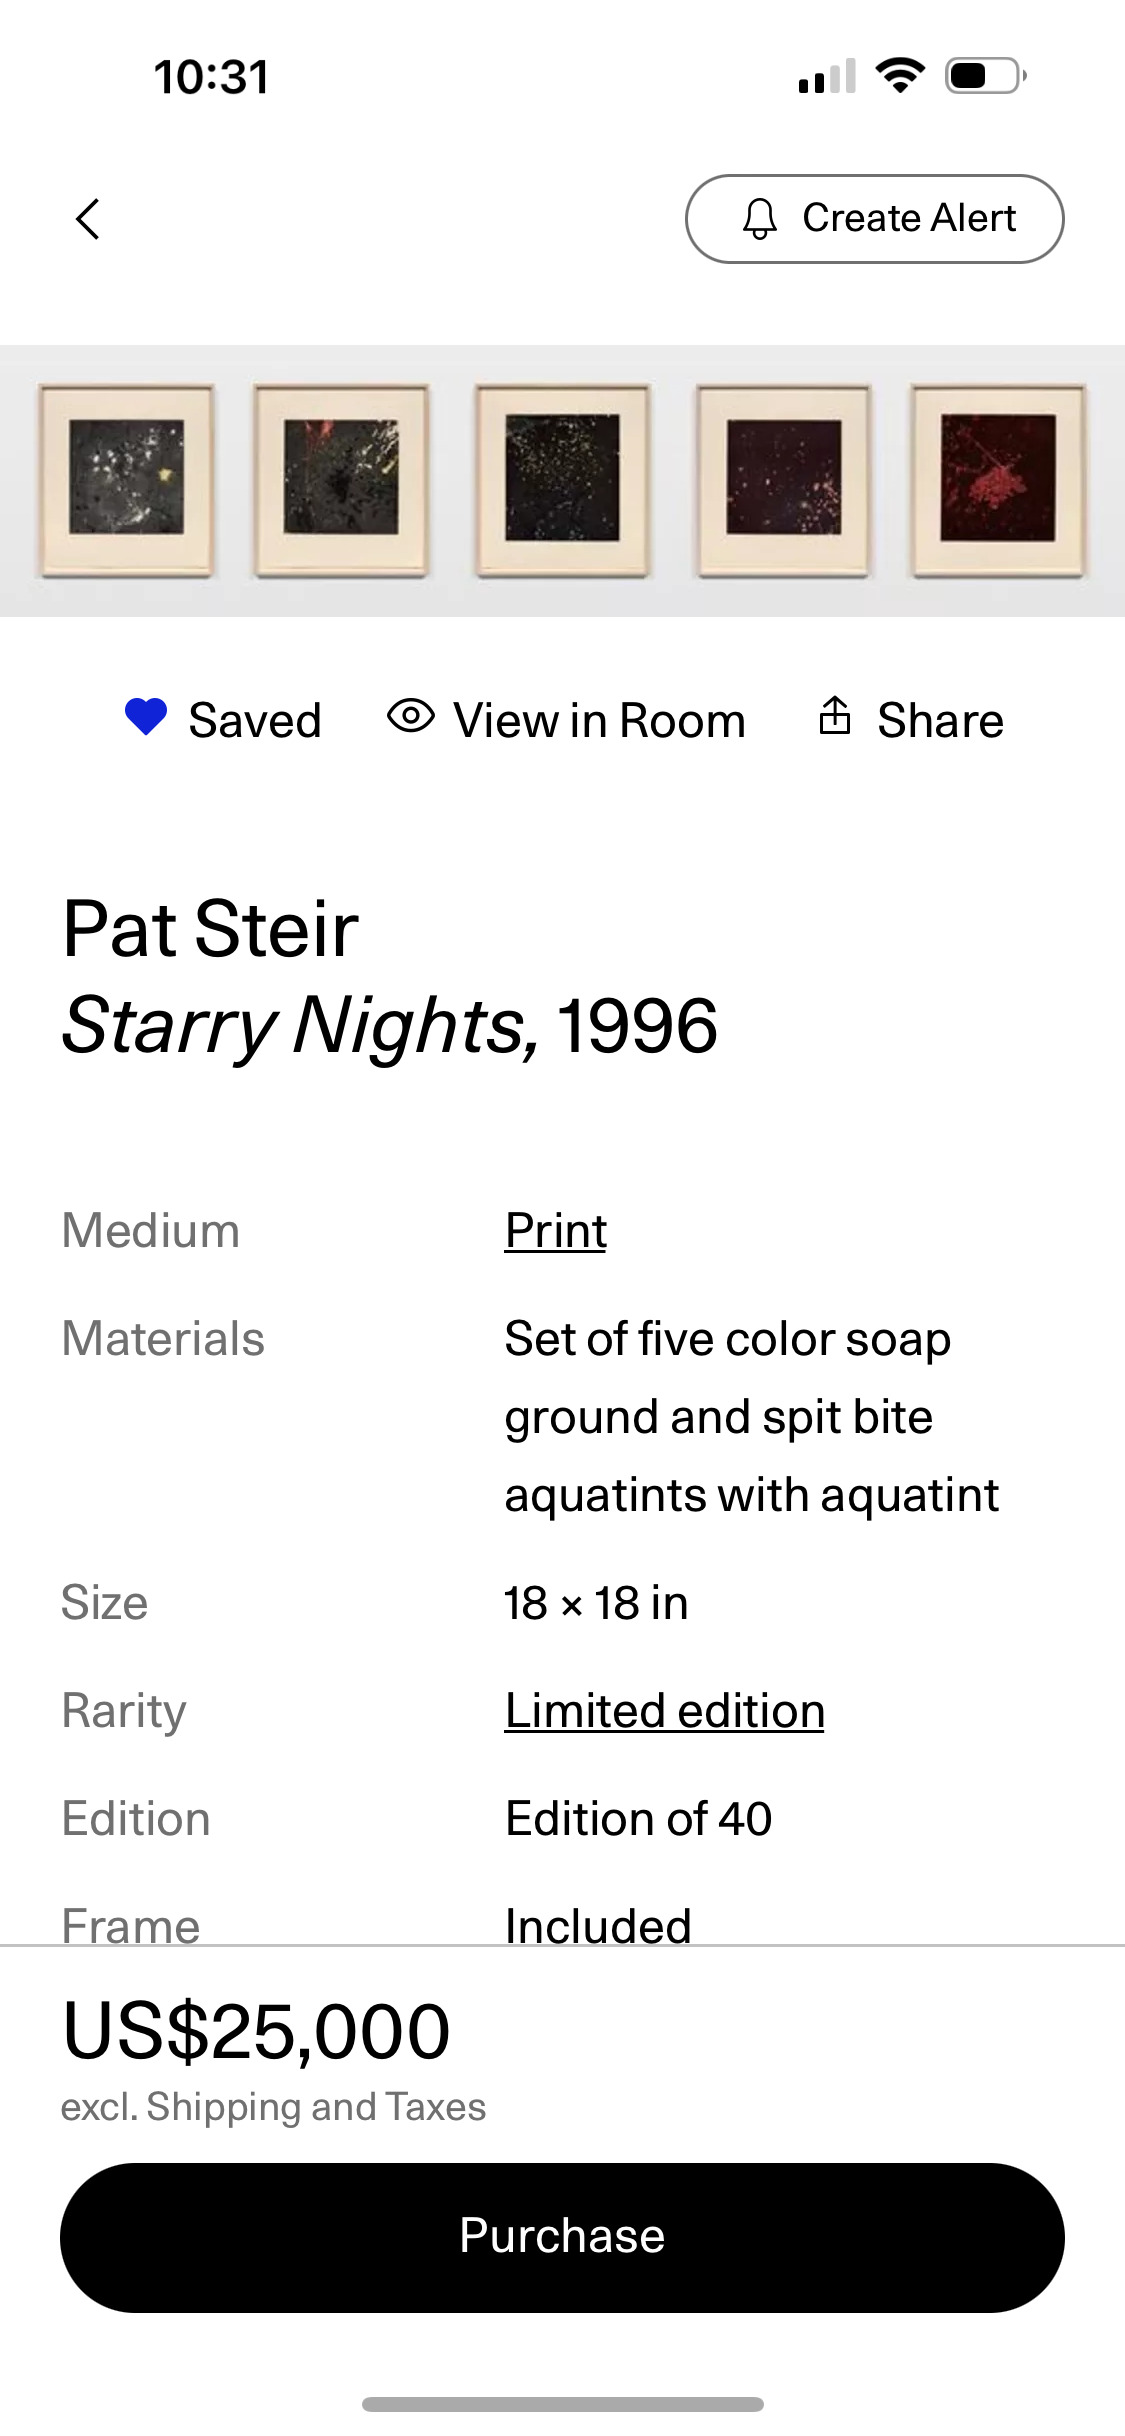 10:31
Create Alert
Saved View in Room Share
Pat Steir
Starry Nights, 1996
Medium Print
Materials Set of five color soap
ground and spit bite
aquatints with aquatint
Size 18 × 18 in
Rarity Limited edition
Edition Edition of 40
Frame Included
US$25,000
excl. Shipping and Taxes
Purchase